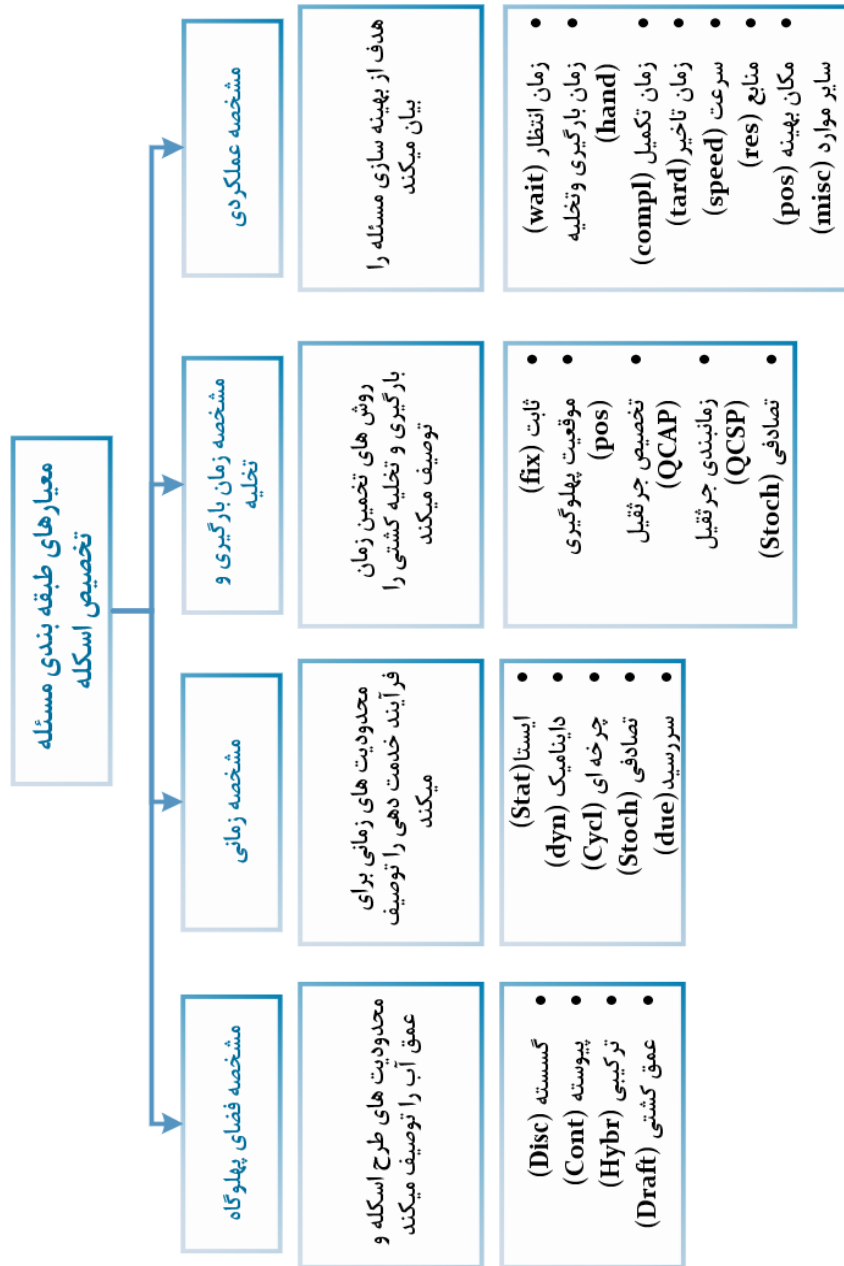 معیارهای طبقه بندی مسئله
تخصیص اسکله
مشخصه عملکردی
هدف از بهینه سازی مسئله را
بیان میکند
زمان انتظار (wait)
زمان بارگیری وتخلیه
(hand)
زمان تکمیل (compl)
زمان تاخیر(tard)
سرعت (speed)
منابع (res)
مکان بهینه (pos)
سایر موارد (misc)
مشخصه زمان بارگیری و
تخلیه
روش های تخمین زمان
بارگیری و تخلیه کشتی را
توصیف میکند
ثابت (fix)
موقعیت پهلوگیری
(pos)
تخصیص جرثقیل
(QCAP)
زمانبندی جرثقیل
(QCSP)
تصادفی (Stoch)
مشخصه زمانی
محدودیت های زمانی برای
فرآیند خدمت دهی را توصیف
میکند
ایستا(Stat)
داینامیک (dyn)
چرخه ای (Cycl)
تصادفی (Stoch)
سررسید(due)
مشخصه فضای پهلوگاه
محدودیت های طرح اسکله و
عمق آب را توصیف میکند
گسسته (Disc)
پیوسته (Cont)
ترکیبی (Hybr)
عمق کشتی (Draft)